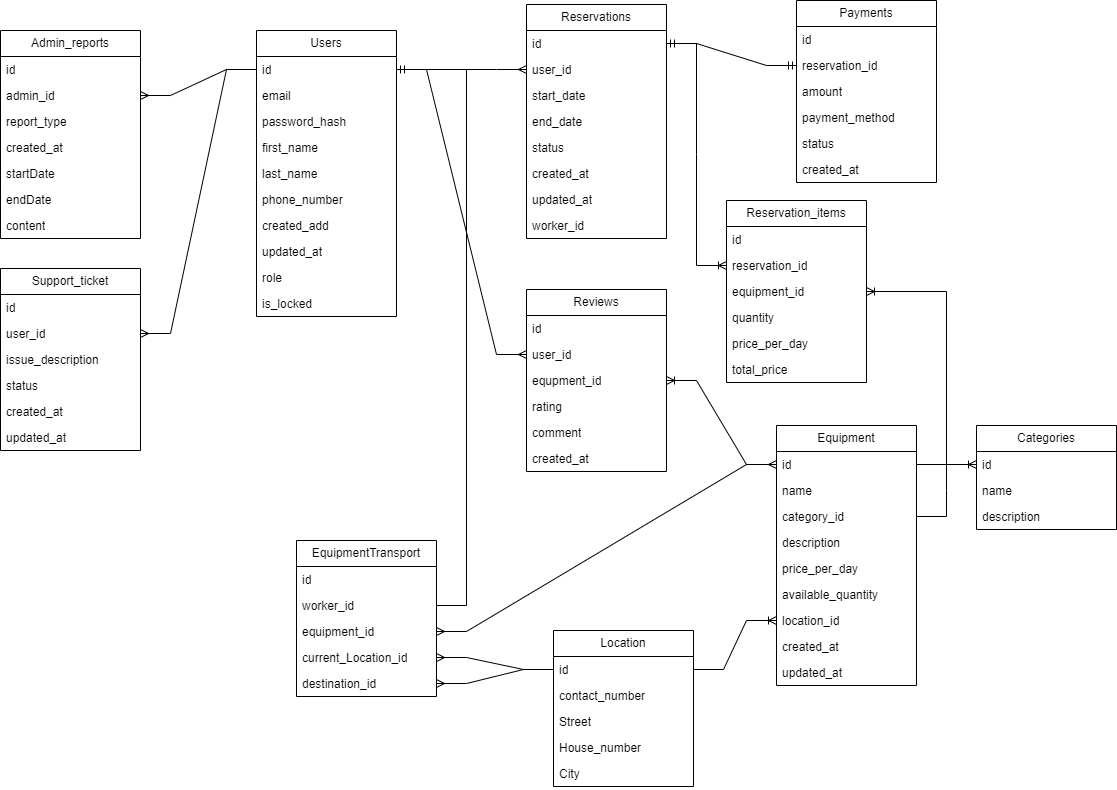 Admin_reports
id
admin_id
report_type
created_at
startDate
endDate
content
Support_ticket
id
user_id
issue_description
status
created_at
updated_at
Users
id
email
password_hash
first_name
last_name
phone_number
created_add
updated_at
role
is_locked
Reservations
id
user_id
start_date
end_date
status
created_at
updated_at
worker_id
Payments
id
reservation_id
amount
payment_method
status
created_at
Reservation_items
id
reservation_id
equipment_id
quantity
price_per_day
total_price
Reviews
id
user_id
equpment_id
rating
comment
created_at
Equipment
id
name
category_id
description
price_per_day
available_quantity
location_id
created_at
updated_at
Categories
id
name
description
EquipmentTransport
id
worker_id
equipment_id
current_Location_id
destination_id
Location
id
contact_number
Street
House_number
City